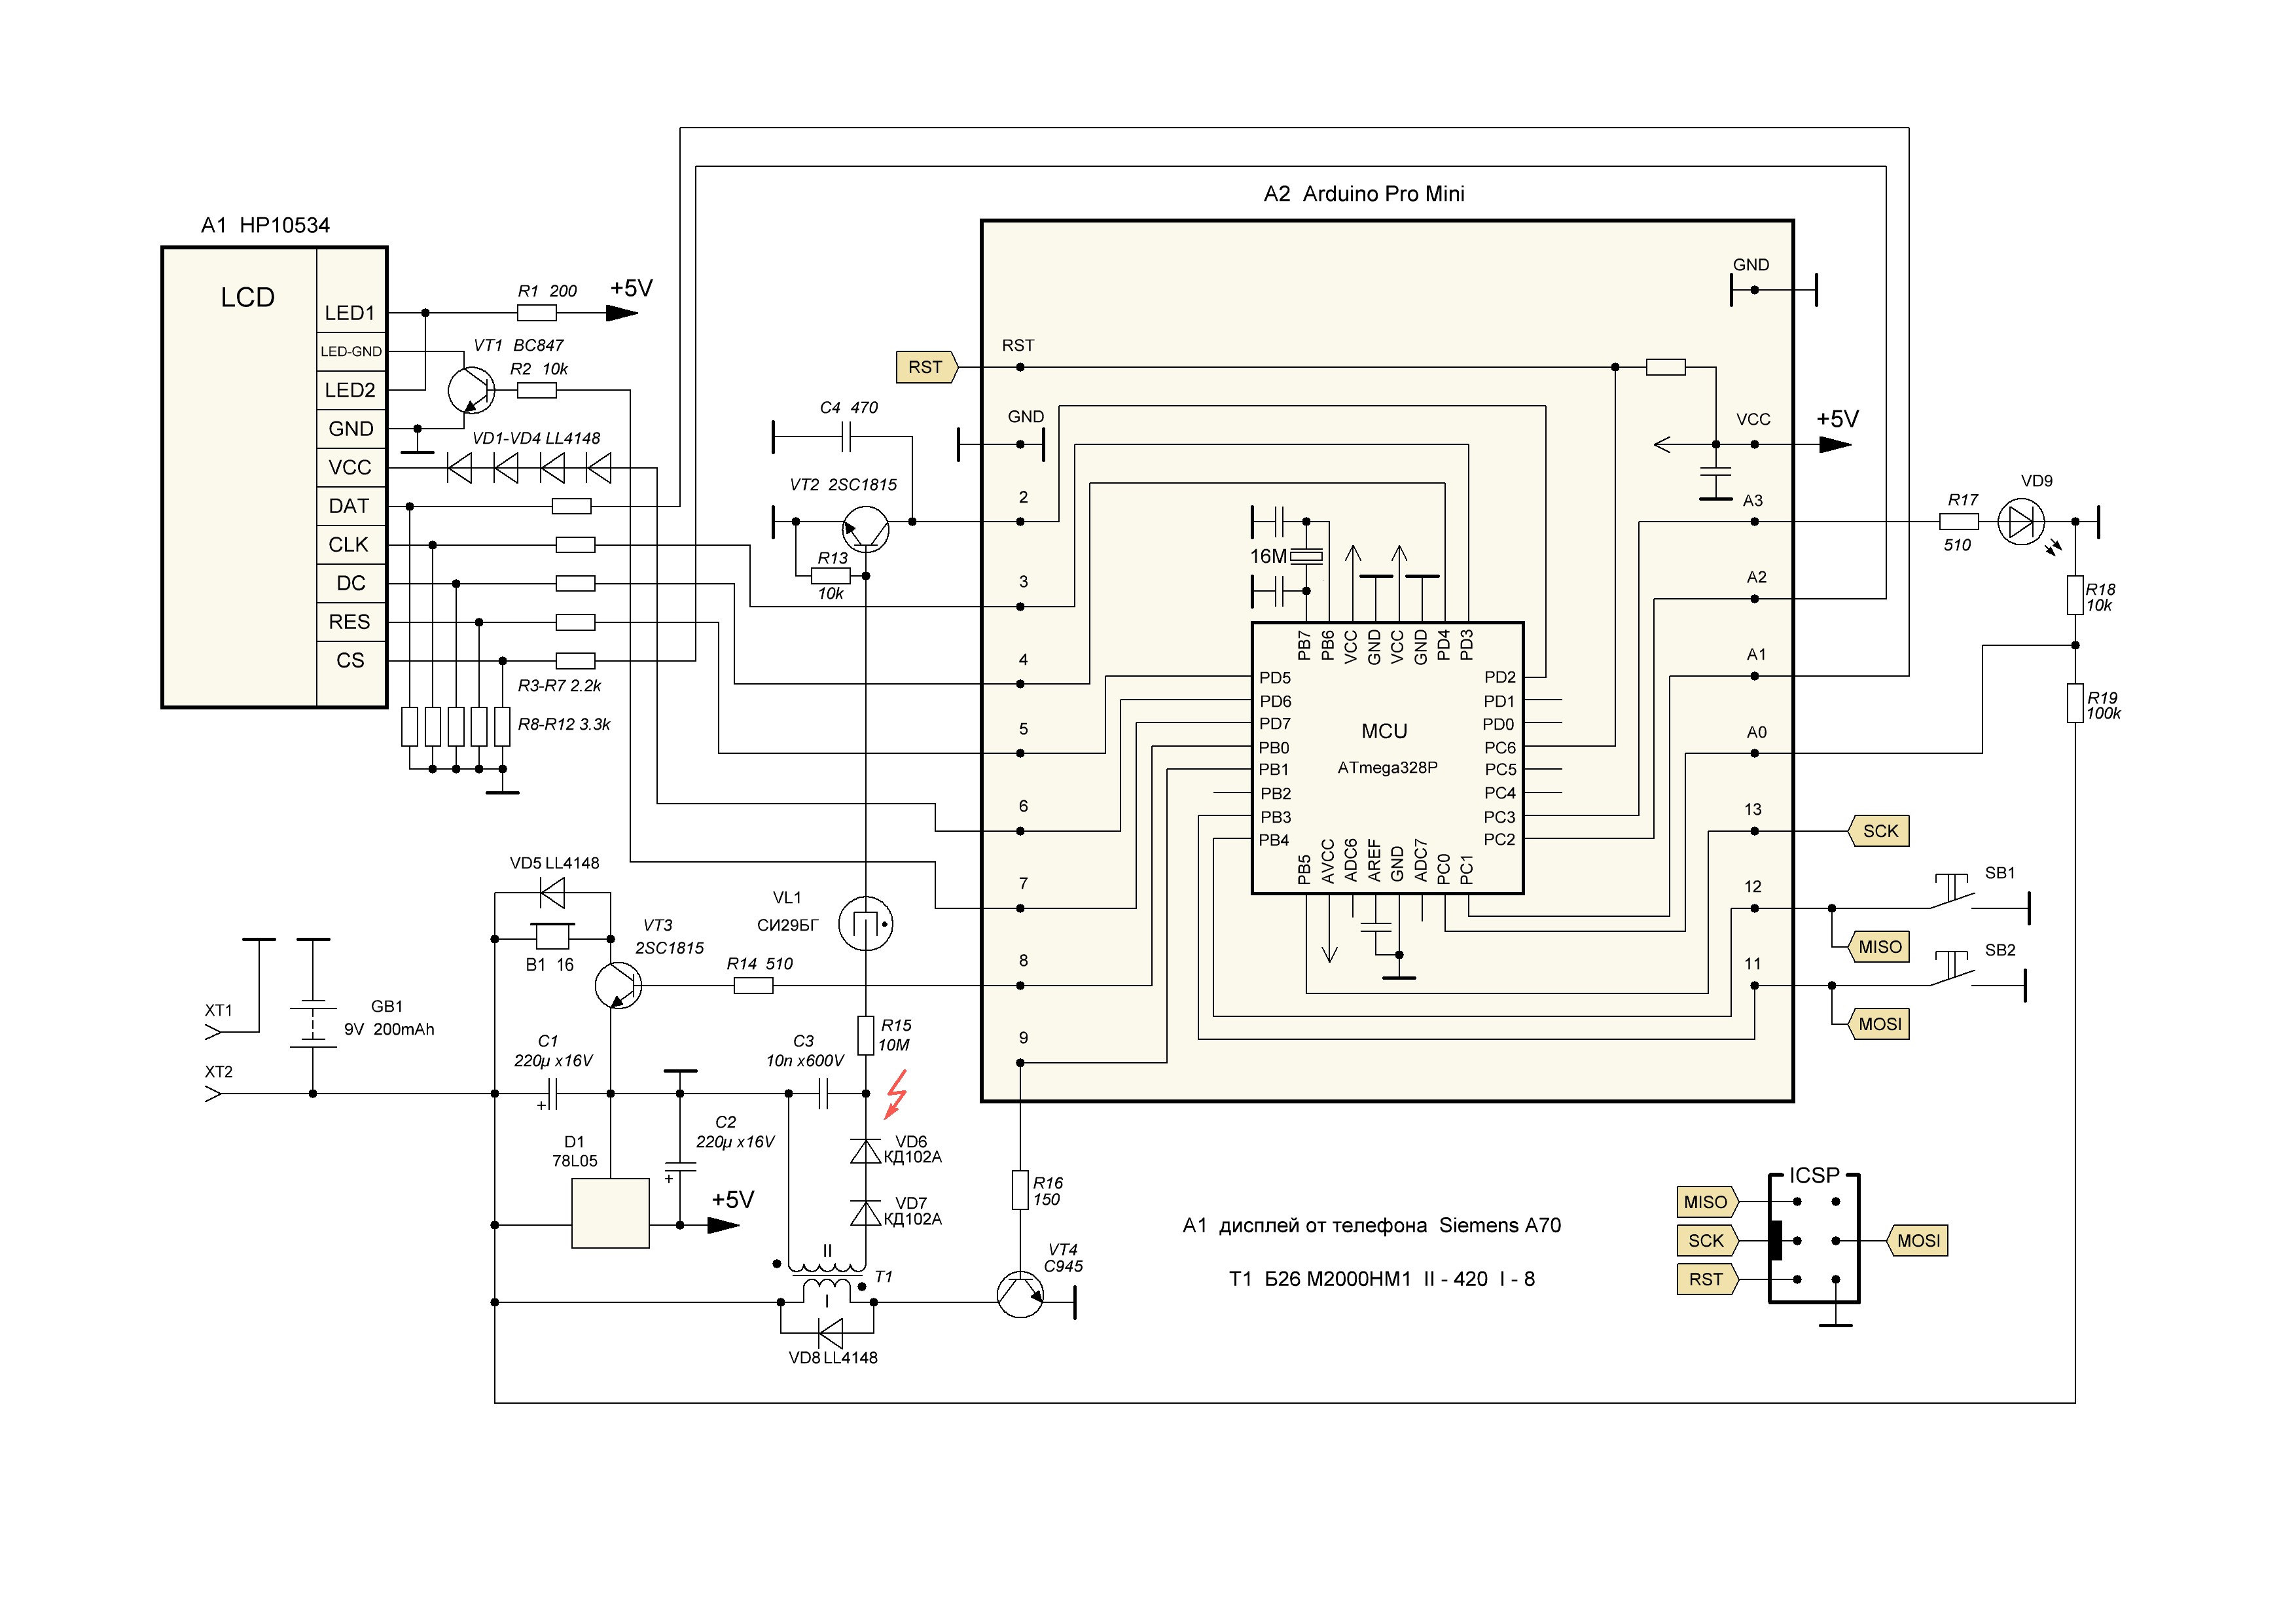 A2 Arduino Pro Mini
A1 HP10534
LCD
LED1
LED-GND
LED2
GND
VCC
DAT
CLK
DC
RES
CS
R1 200
+5V
VT1 BC847
R2 10k
VD1-VD4 LL4148
R3-R7 2.2k
R8-R12 3.3k
C4 470
VT2 2SC1815
R13
10k
RST
RST
GND
2
3
4
5
6
7
8
9
GND
VCC
+5V
A3
A2
A1
A0
13
12
11
16M
PB7
PB6
VCC
GND
VCC
GND
PD4
PD3
PD5
PD6
PD7
PB0
PB1
PB2
PB3
PB4
MCU
ATmega328P
PD2
PD1
PD0
PC6
PC5
PC4
PC3
PC2
PB5
AVCC
ADC6
AREF
GND
ADC7
PC0
PC1
R17
510
VD9
R18
10k
R19
100k
SCK
SB1
MISO
SB2
MOSI
VD5 LL4148
B1 16
VT3
2SC1815
R14 510
VL1
СИ29БГ
XT1
XT2
GB1
9V 200mAh
C1
220µ x16V
C3
10n x600V
R15
10M
D1
78L05
C2
220µ x16V
+5V
VD6
КД102А
VD7
КД102А
II
T1
I
VD8 LL4148
R16
150
VT4
C945
A1 дисплей от телефона Siemens A70
T1 Б26 М2000НМ1 II - 420 I - 8
ICSP
MISO
SCK
RST
MOSI